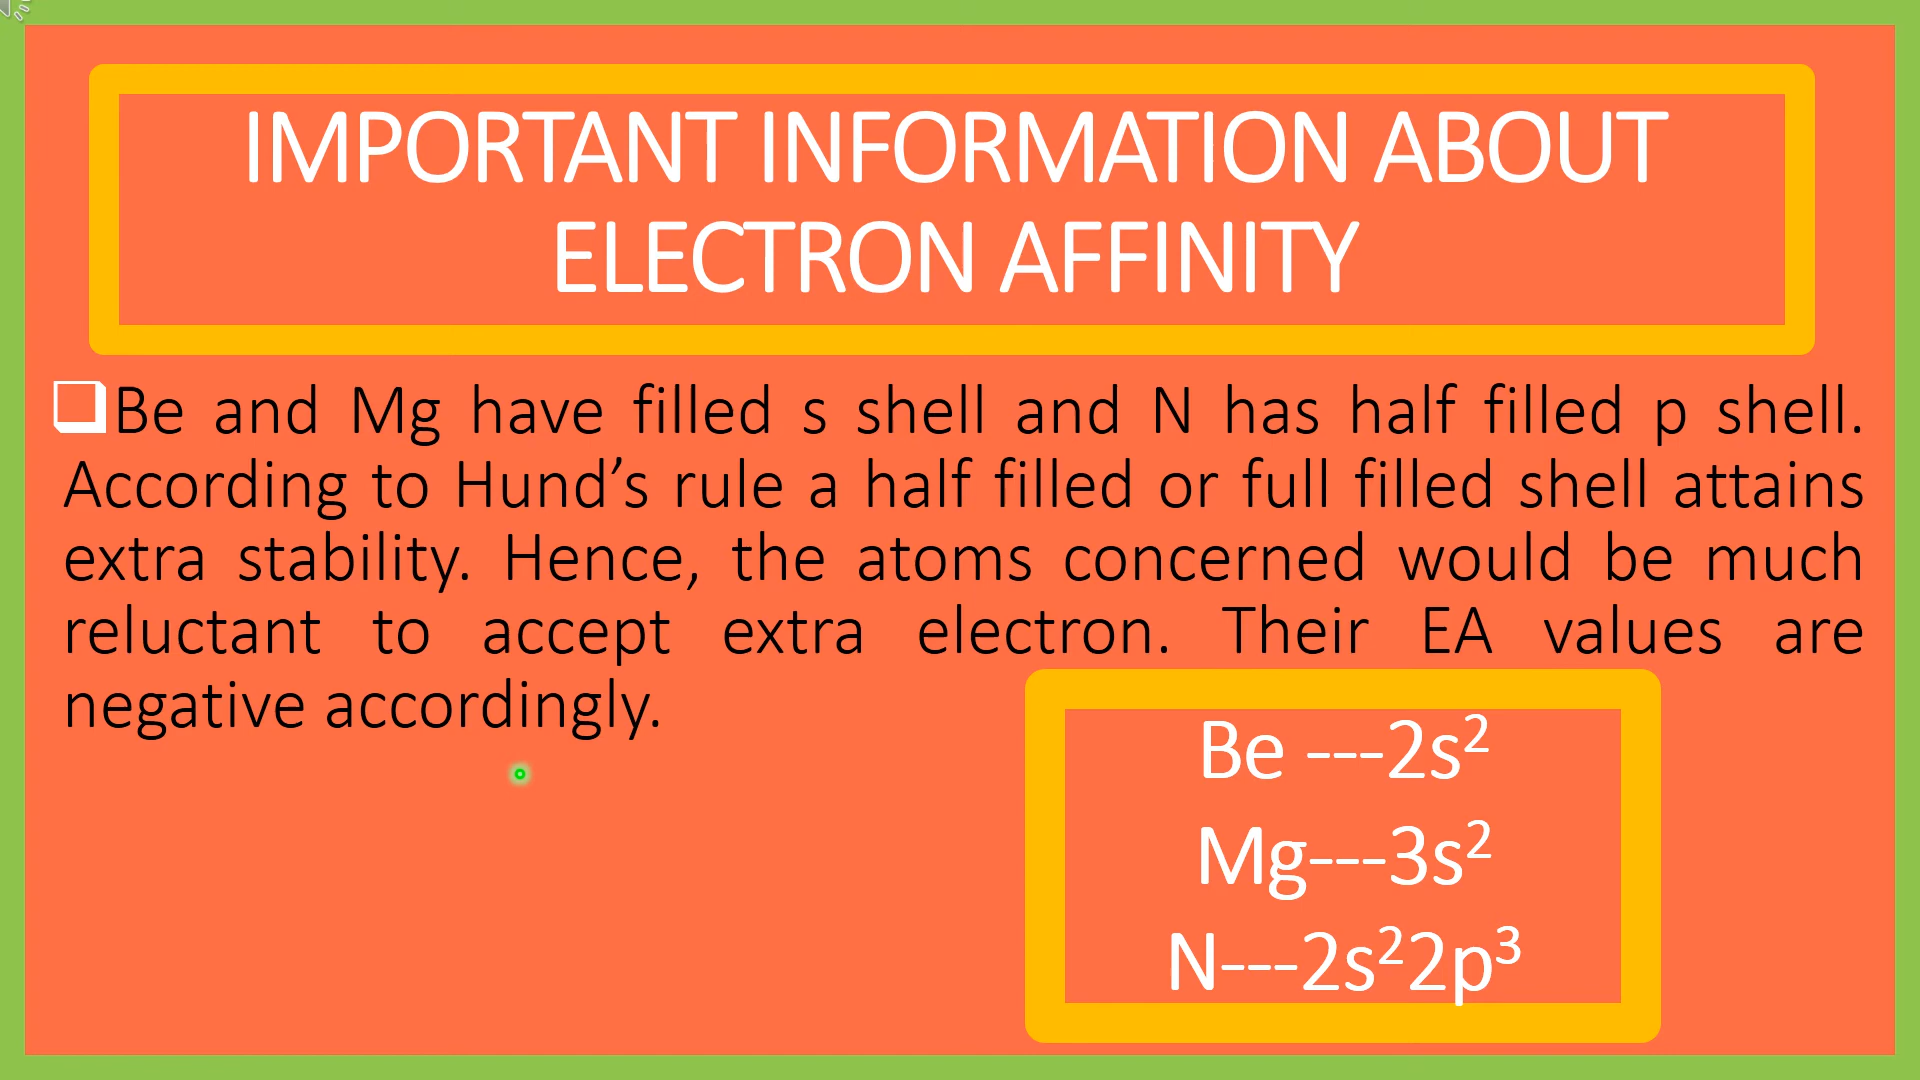 IMPORTANT INFORMATION ABOUT
ELECTRON AFFINITY
Be and Mg have filled s shell and N has half filled p shell.
According to Hund’s rule a half filled or full filled shell attains
extra stability. Hence, the atoms concerned would be much
reluctant to accept extra electron. Their EA values are
negative accordingly.
Be ---2s²
Mg---3s²
N---2s²2p³